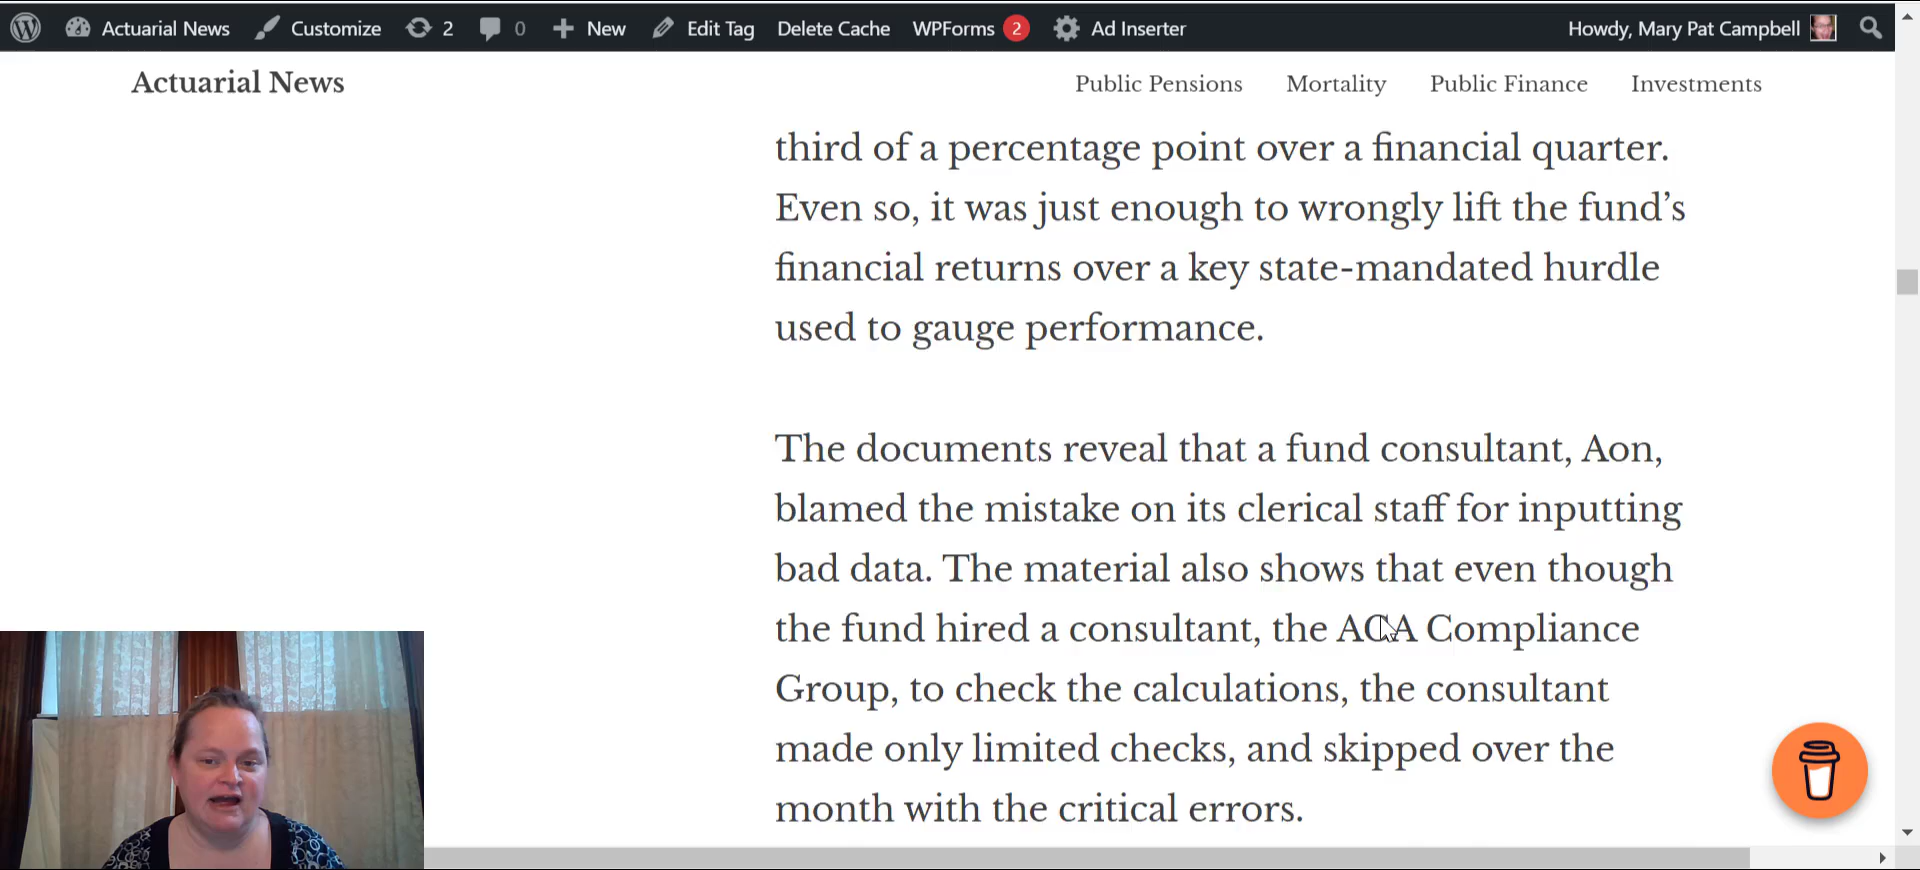 Actuarial News Customize 2 0 New Edit Tag Delete Cache WPForms 2 Ad Inserter Howdy, Mary Pat Campbell
Actuarial News Public Pensions Mortality Public Finance Investments
third of a percentage point over a financial quarter.
Even so, it was just enough to wrongly lift the fund’s
financial returns over a key state-mandated hurdle
used to gauge performance.
The documents reveal that a fund consultant, Aon,
blamed the mistake on its clerical staff for inputting
bad data. The material also shows that even though
the fund hired a consultant, the ACA Compliance
Group, to check the calculations, the consultant
made only limited checks, and skipped over the
month with the critical errors.